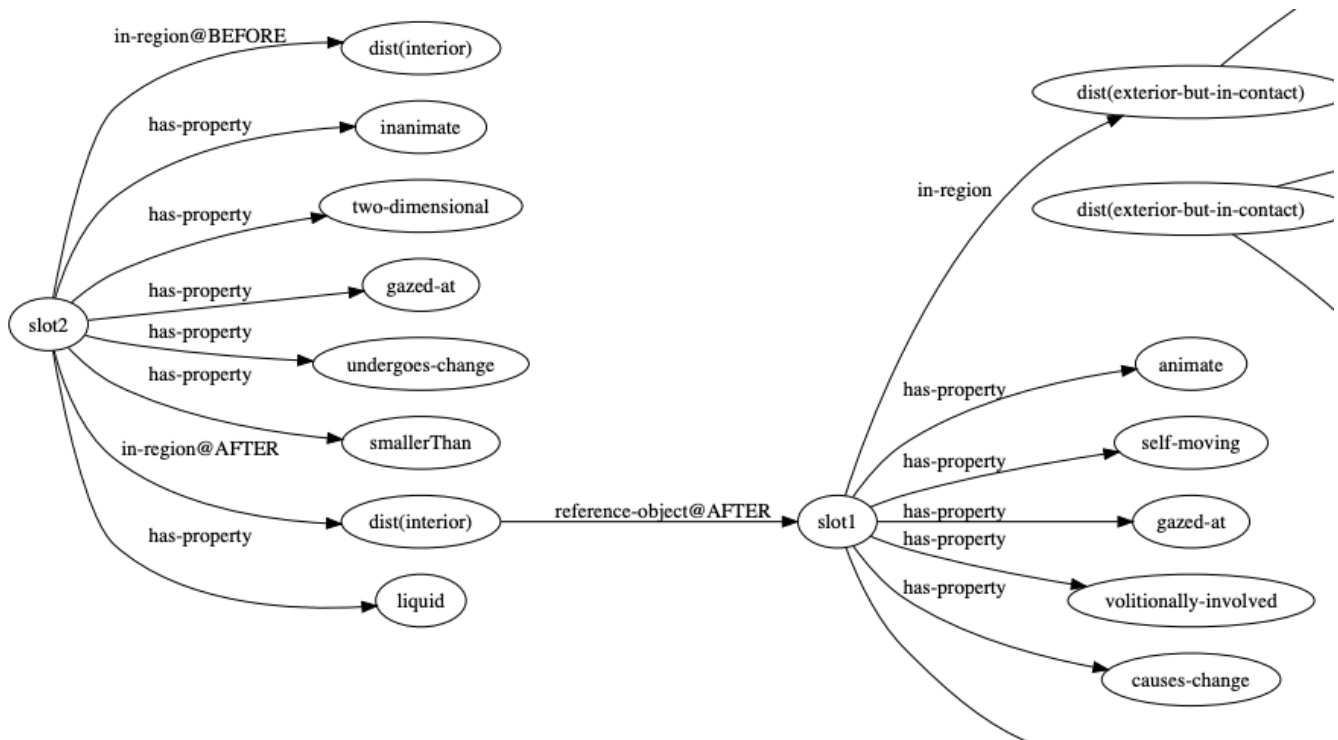 in-region@BEFORE
dist(interior)
has-property
inanimate
has-property
two-dimensional
has-property
gazed-at
slot2
has-property
undergoes-change
has-property
smallerThan
in-region@AFTER
dist(interior)
has-property
liquid
reference-object@AFTER
slot1
in-region
dist(exterior-but-in-contact)
dist(exterior-but-in-contact)
has-property
animate
has-property
self-moving
has-property
gazed-at
has-property
volitionally-involved
has-property
causes-change